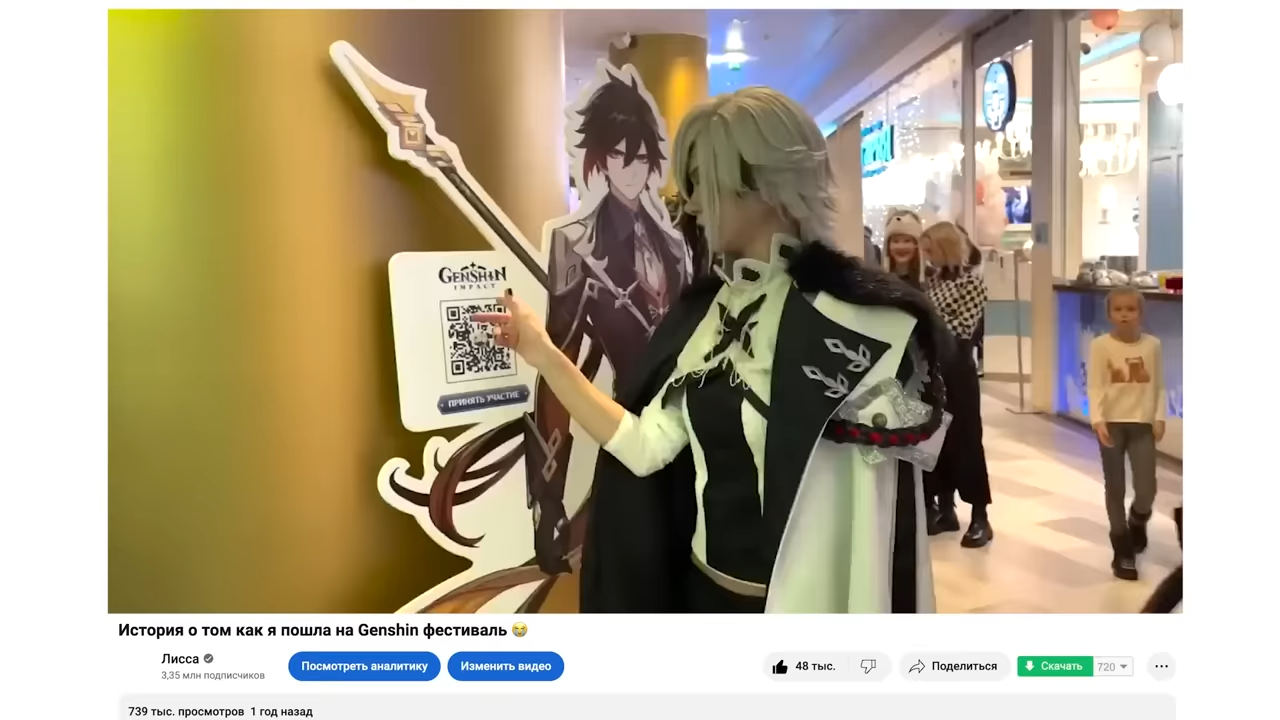 GENSHIN
IMPACT
ПРИНЯТЬ УЧАСТИЕ
История о том как я пошла на Genshin фестиваль 😭
Лисса
3,35 млн подписчиков
Посмотреть аналитику
Изменить видео
48 тыс.
Поделиться
Скачать
720
739 тыс. просмотров 1 год назад